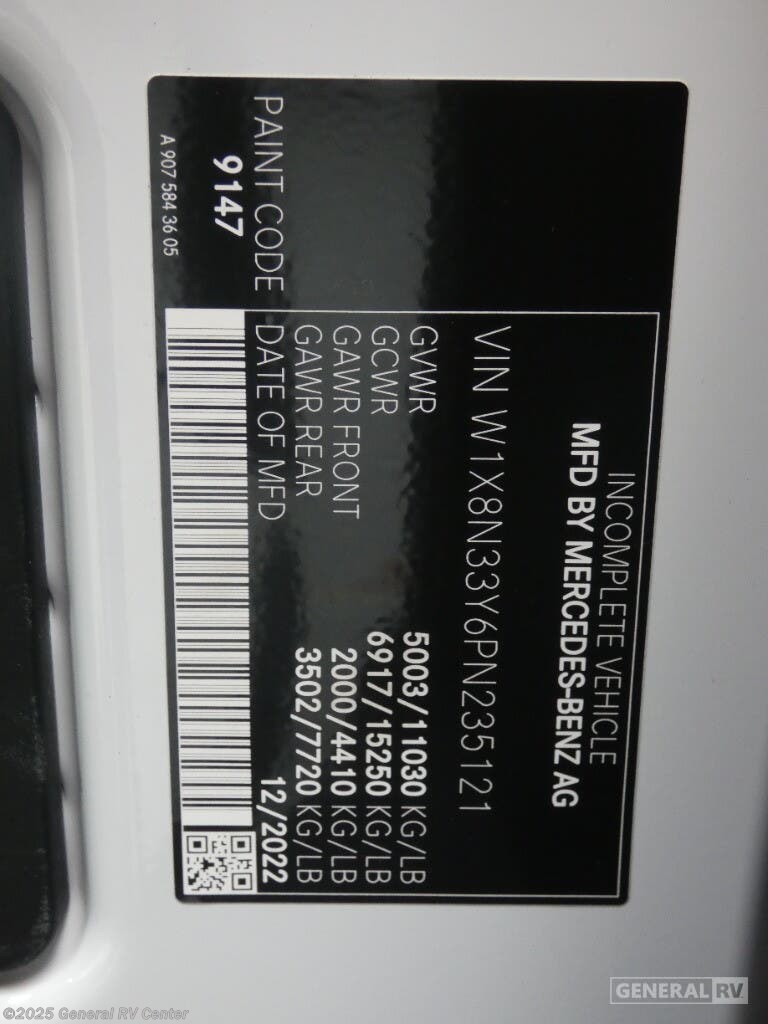 INCOMPLETE VEHICLE
MFD BY MERCEDES-BENZ AG
VIN W1X8N33Y6PN235121
GVWR 5003/11030 KG/LB
GCWR 6917/15250 KG/LB
GAWR FRONT 2000/4410 KG/LB
GAWR REAR 3502/7720 KG/LB
DATE OF MFD 12/2022
PAINT CODE
9147
A 907 584 36 05
©2025 General RV Center
GENERAL RV